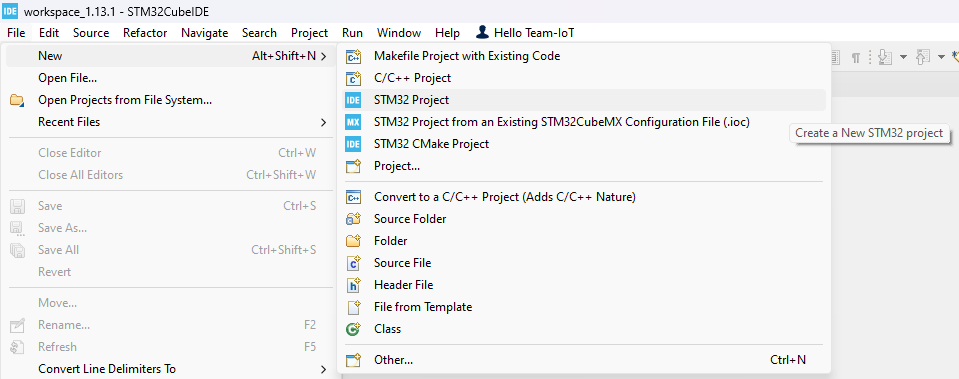 IDE workspace_1.13.1 - STM32CubeIDE
File Edit Source Refactor Navigate Search Project Run Window Help Hello Team-IoT
New Alt+Shift+N >
Open File...
Open Projects from File System...
Recent Files >
Close Editor Ctrl+W
Close All Editors Ctrl+Shift+W
Save Ctrl+S
Save As...
Save All Ctrl+Shift+S
Revert
Move...
Rename... F2
Refresh F5
Convert Line Delimiters To >
Makefile Project with Existing Code
C/C++ Project
IDE STM32 Project
MX STM32 Project from an Existing STM32CubeMX Configuration File (.ioc)
IDE STM32 CMake Project
Project...
Convert to a C/C++ Project (Adds C/C++ Nature)
Source Folder
Folder
Source File
Header File
File from Template
Class
Other... Ctrl+N
Create a New STM32 project